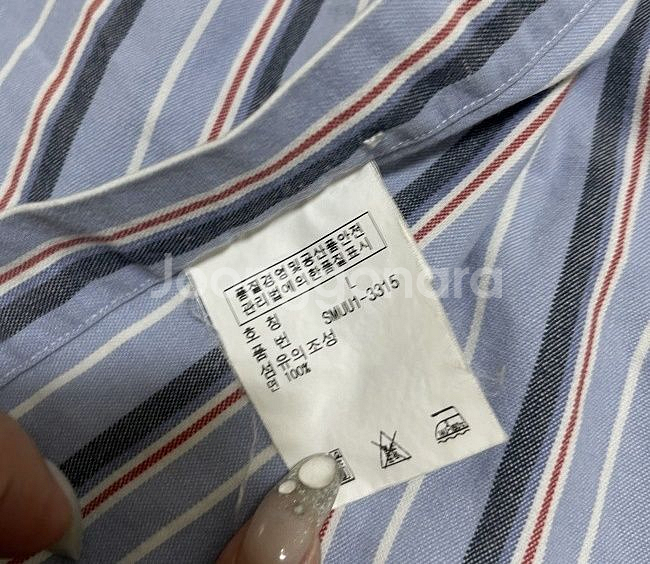 품질경영및공산품안전
관리법에의한품질표시
호 칭 L
품 번 SMUU1-3315
섬유의조성
면 100%
Joonggonara